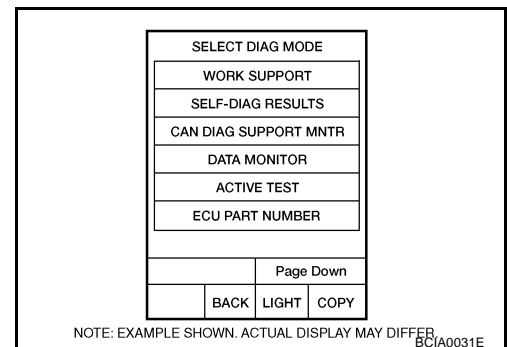 SELECT DIAG MODE
WORK SUPPORT
SELF-DIAG RESULTS
CAN DIAG SUPPORT MNTR
DATA MONITOR
ACTIVE TEST
ECU PART NUMBER
Page Down
BACK LIGHT COPY
NOTE: EXAMPLE SHOWN. ACTUAL DISPLAY MAY DIFFER.
BCIA0031E